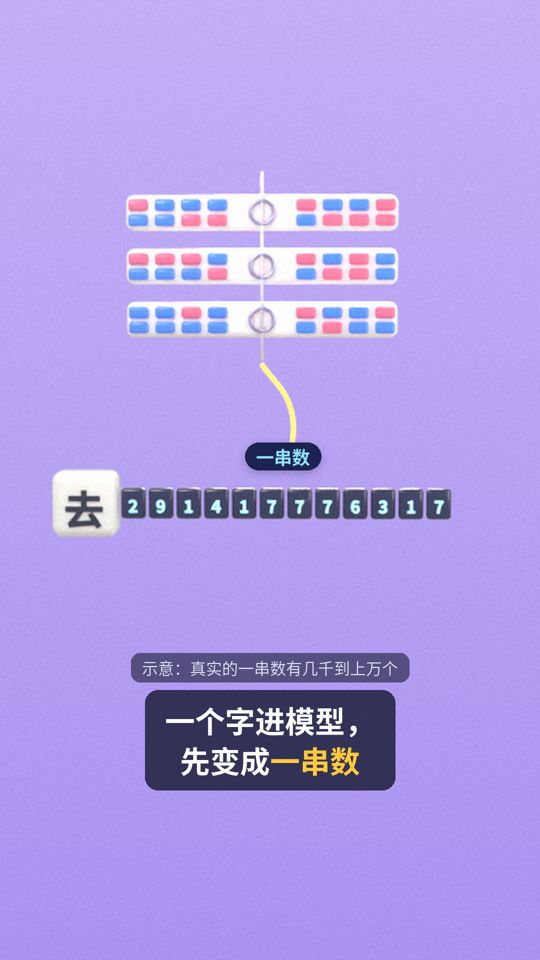 一串数
去 2 9 1 4 1 7 7 7 6 3 1 7
示意：真实的一串数有几千到上万个
一个字进模型，
先变成一串数